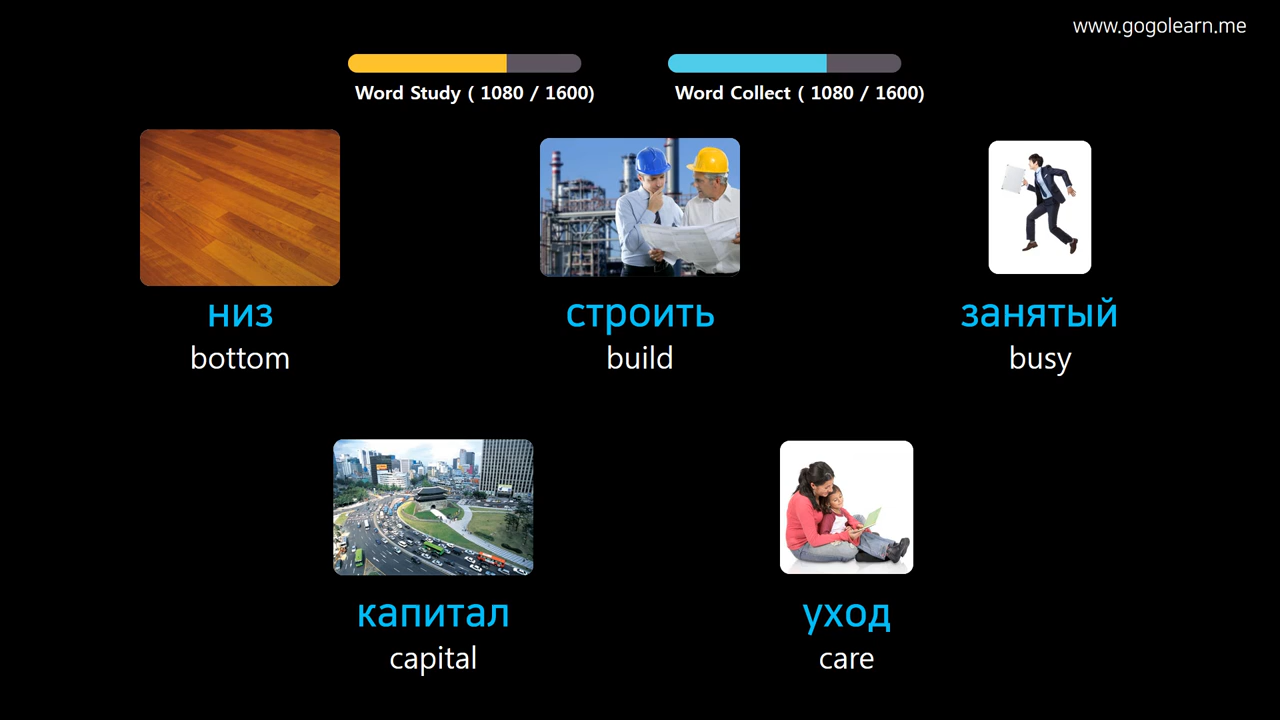 www.gogolearn.me
Word Study ( 1080 / 1600)
Word Collect ( 1080 / 1600)
низ
bottom
строить
build
занятый
busy
капитал
capital
уход
care